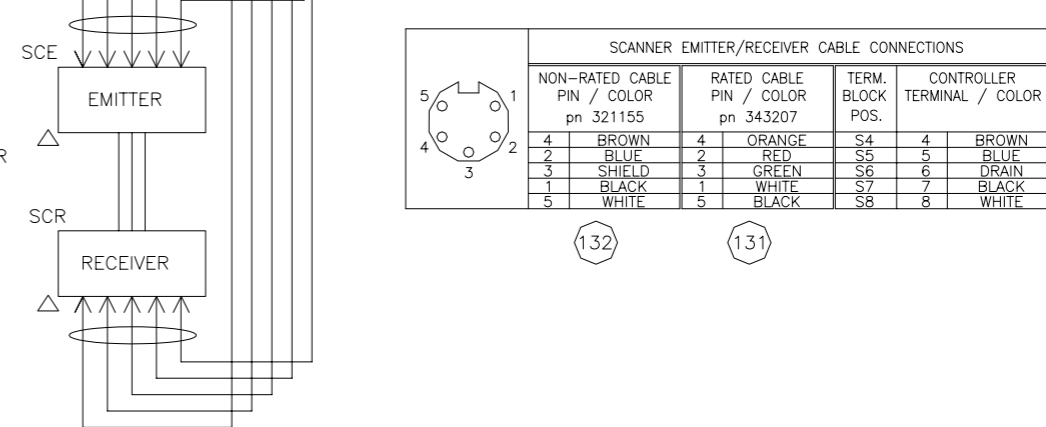 SCE
EMITTER
R
SCR
RECEIVER
SCANNER EMITTER/RECEIVER CABLE CONNECTIONS
NON-RATED CABLE RATED CABLE TERM. CONTROLLER
PIN / COLOR PIN / COLOR BLOCK TERMINAL / COLOR
pn 321155 pn 343207 POS.
4 BROWN 4 ORANGE S4 4 BROWN
2 BLUE 2 RED S5 5 BLUE
3 SHIELD 3 GREEN S6 6 DRAIN
1 BLACK 1 WHITE S7 7 BLACK
5 WHITE 5 BLACK S8 8 WHITE
5 1
4 2
3
132 131